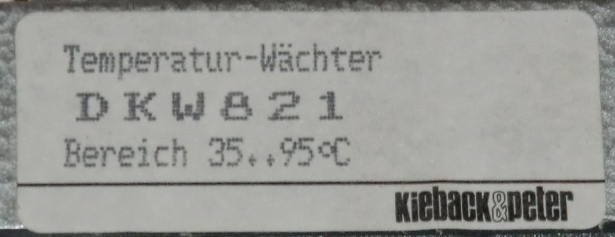 Temperatur-Wächter
DKW821
Bereich 35..95°C
Kieback&peter